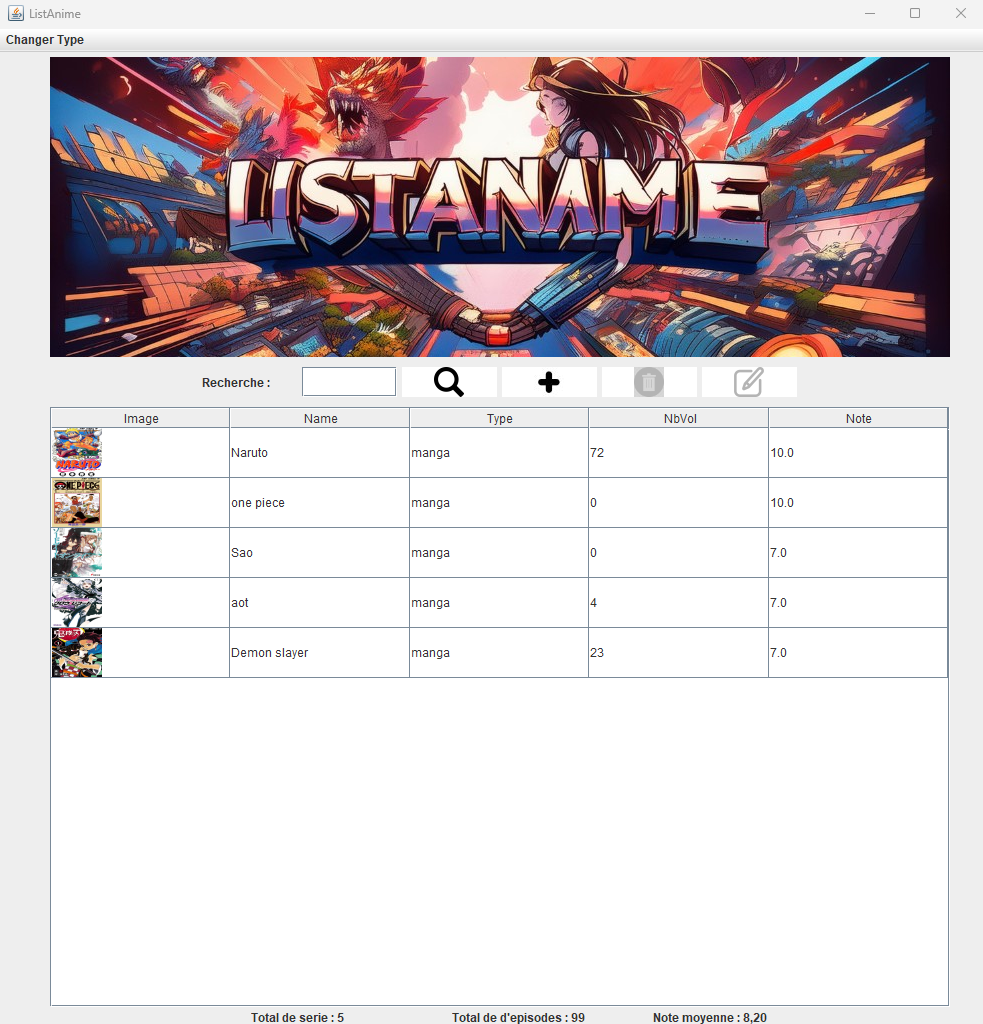 ListAnime
Changer Type
LISTANAME
Recherche :
Image Name Type NbVol Note
NARUTO
Naruto manga 72 10.0
ONE PIECE
one piece manga 0 10.0
Sao manga 0 7.0
aot manga 4 7.0
Demon slayer manga 23 7.0
Total de serie : 5 Total de d'episodes : 99 Note moyenne : 8,20